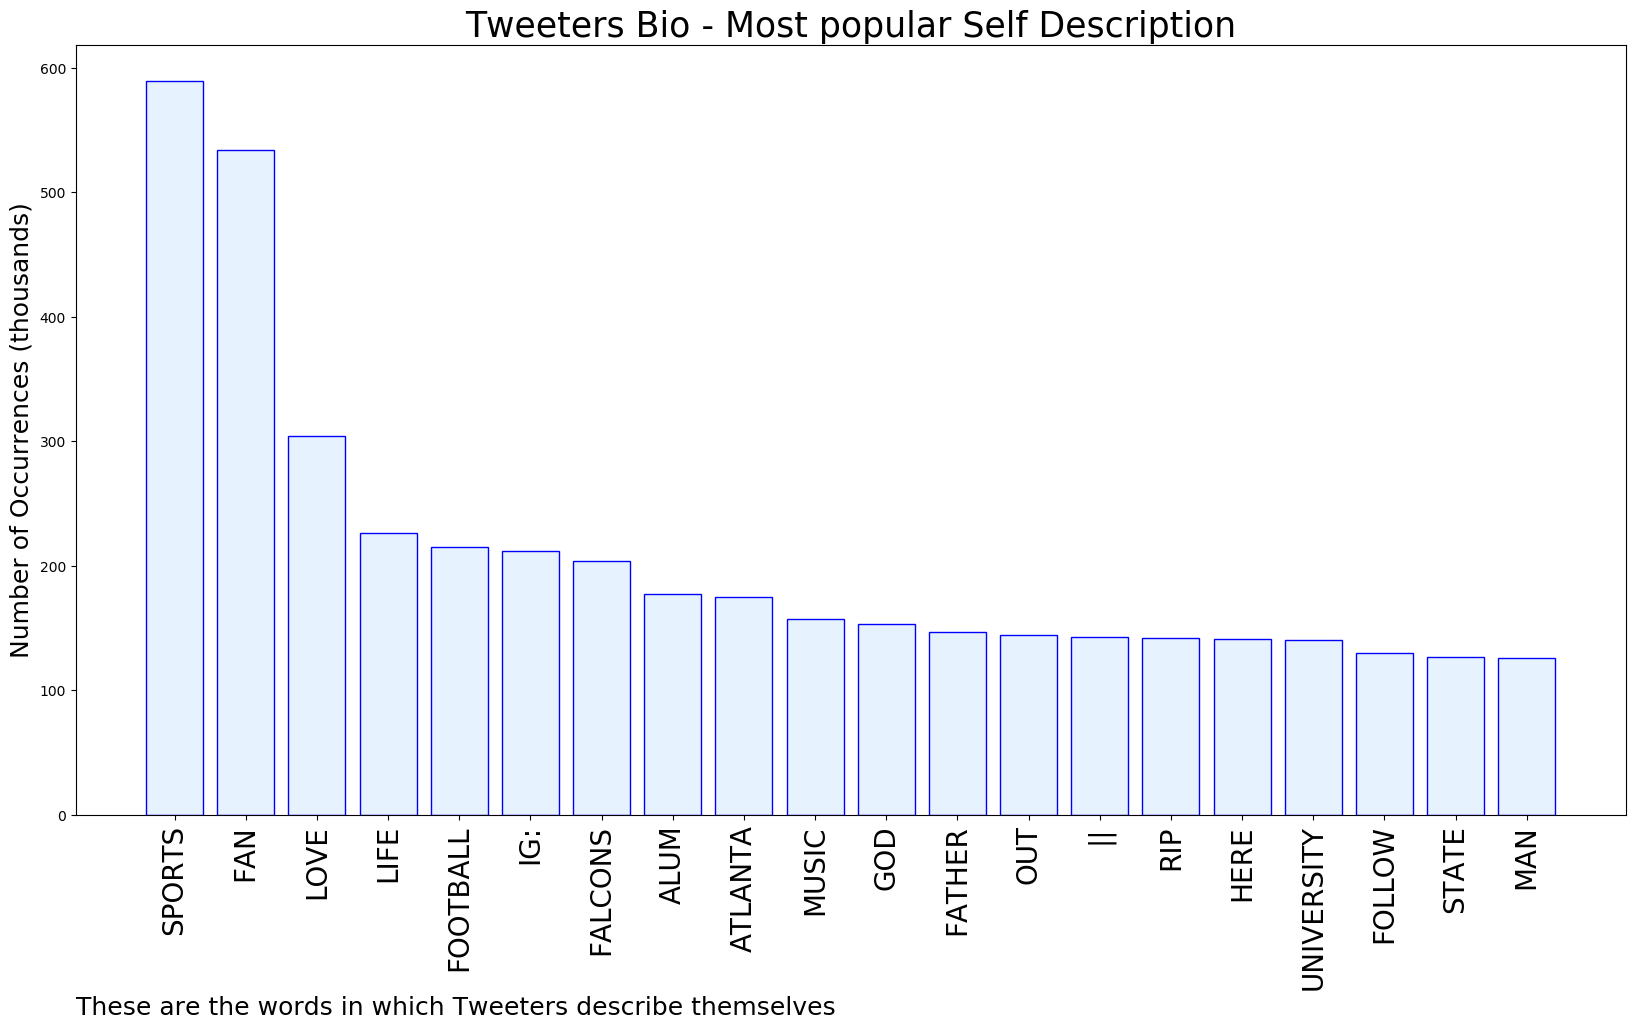 Tweeters Bio - Most popular Self Description
Number of Occurrences (thousands)
600
500
400
300
200
100
0
SPORTS
FAN
LOVE
LIFE
FOOTBALL
IG:
FALCONS
ALUM
ATLANTA
MUSIC
GOD
FATHER
OUT
||
RIP
HERE
UNIVERSITY
FOLLOW
STATE
MAN
These are the words in which Tweeters describe themselves